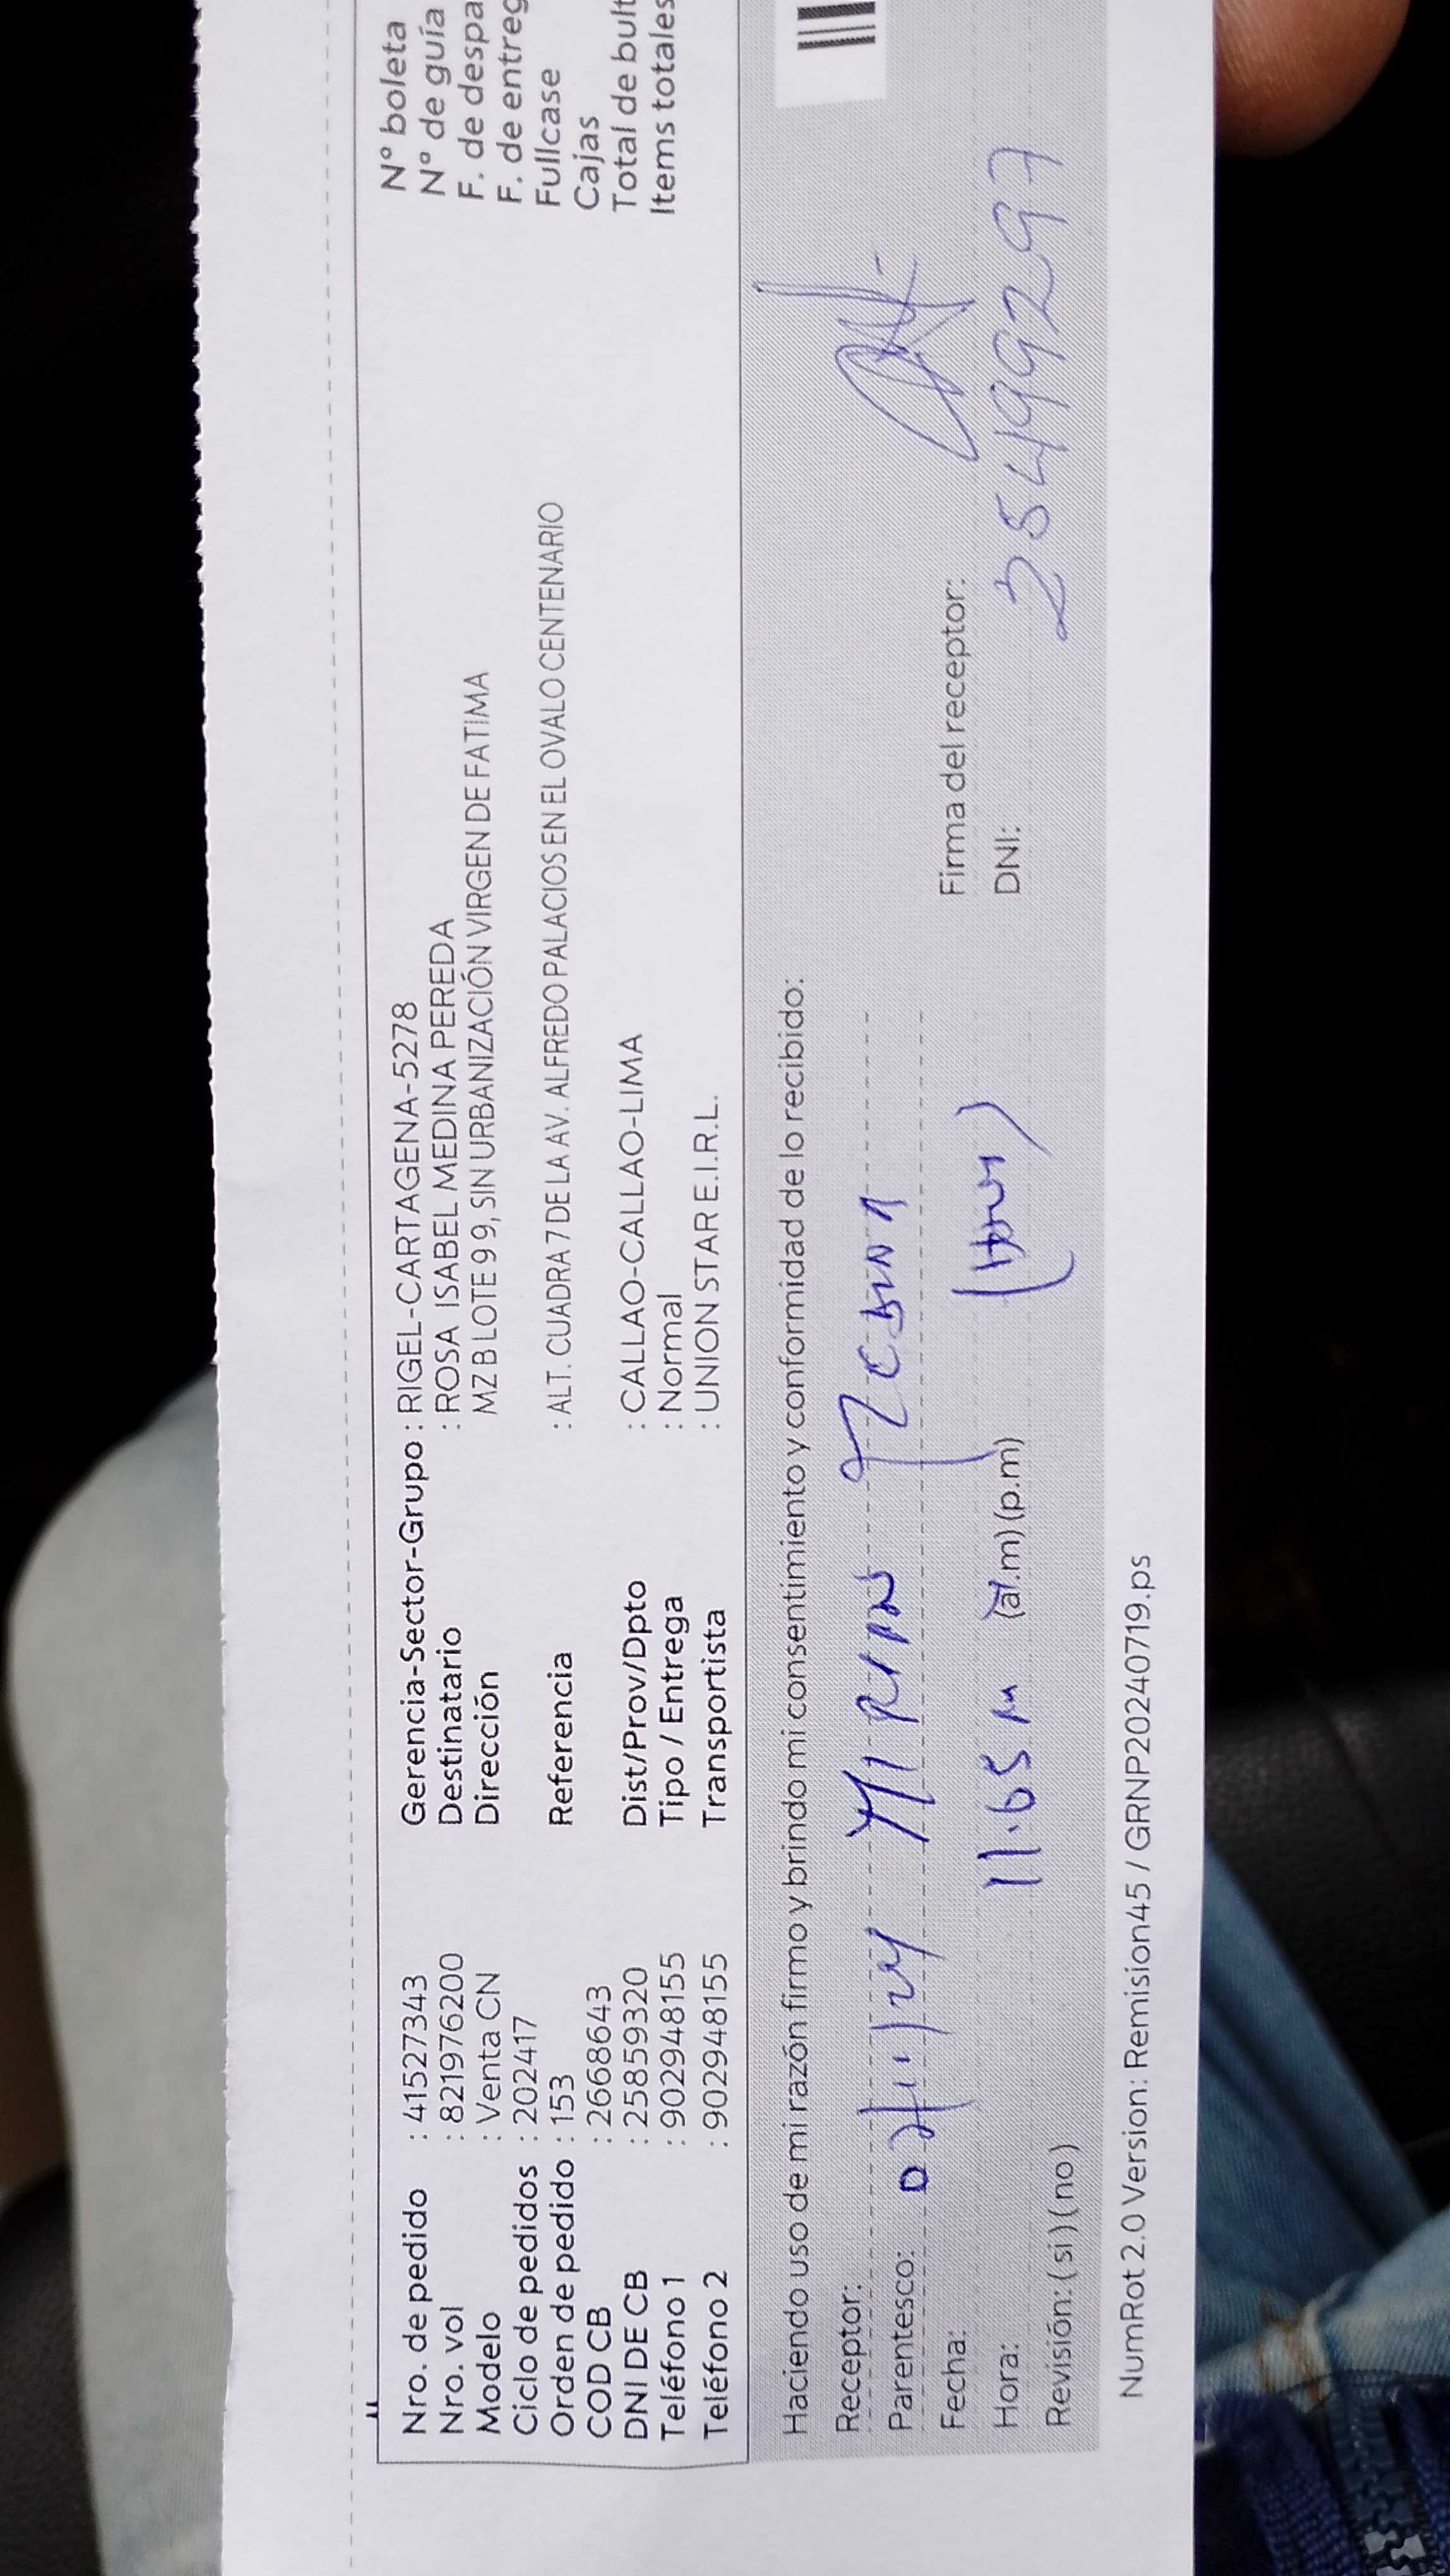 Nro. de pedido : 41527343 Gerencia-Sector-Grupo : RIGEL-CARTAGENA-5278 N° boleta
Nro. vol : 821976200 Destinatario : ROSA ISABEL MEDINA PEREDA N° de guía
Modelo : Venta CN Dirección MZ B LOTE 9 9, SIN URBANIZACIÓN VIRGEN DE FATIMA F. de despa
Ciclo de pedidos : 202417 F. de entreg
Orden de pedido : 153 Referencia : ALT. CUADRA 7 DE LA AV. ALFREDO PALACIOS EN EL OVALO CENTENARIO Fullcase
COD CB : 2668643 Cajas
DNI DE CB : 25859320 Dist/Prov/Dpto : CALLAO-CALLAO-LIMA Total de bult
Teléfono 1 : 902948155 Tipo / Entrega : Normal Items totales
Teléfono 2 : 902948155 Transportista : UNION STAR E.I.R.L.
Haciendo uso de mi razón firmo y brindo mi consentimiento y conformidad de lo recibido:
Receptor:
Parentesco:
Fecha: Firma del receptor:
Hora: (a.m) (p.m) DNI: 25499297
Revisión: (si) (no)
NumRot 2.0 Version: Remision45 / GRNP20240719.ps